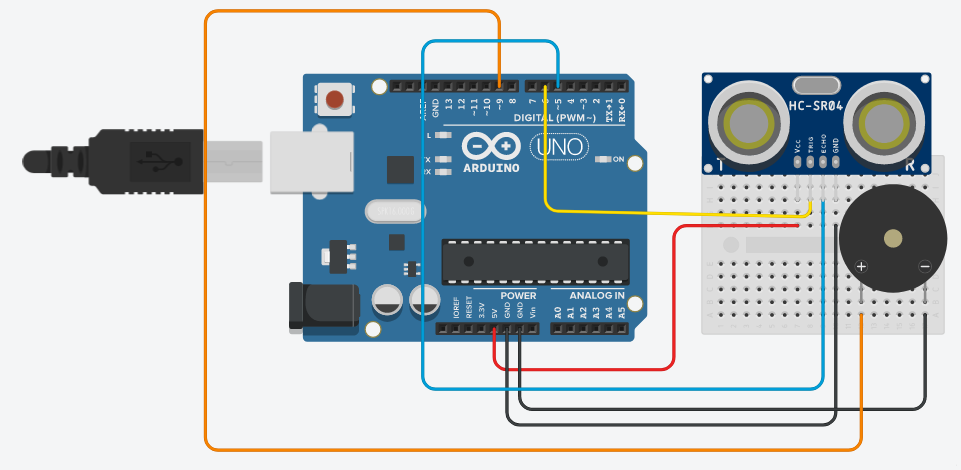 AREF
GND
13
12
~11
~10
~9
8
7
~5
4
~3
2
TX→1
RX←0
DIGITAL (PWM~)
L
TX
RX
ARDUINO
UNO
ON
HC-SR04
Vcc
TRIG
ECHO
GND
T
R
IOREF
RESET
3.3V
5V
GND
GND
Vin
POWER
A0
A1
A2
A3
A4
A5
ANALOG IN
+
−